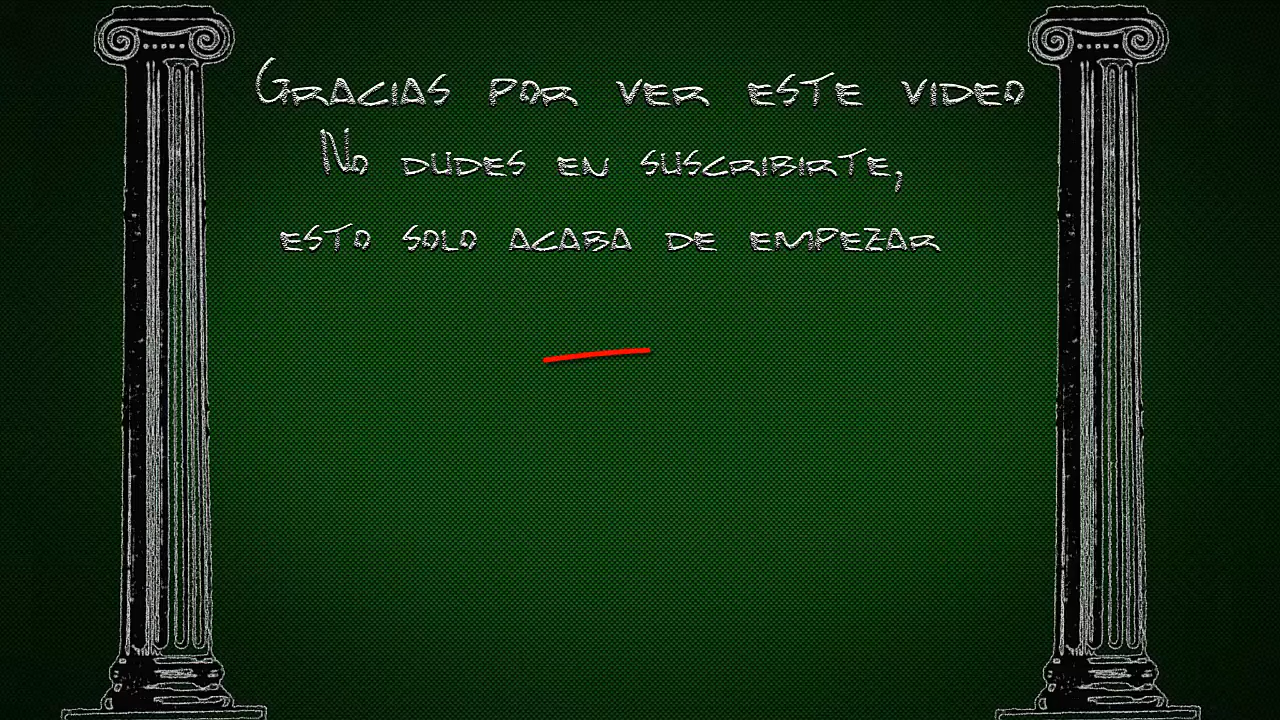 Gracias por ver este video
No dudes en suscribirte,
esto solo acaba de empezar